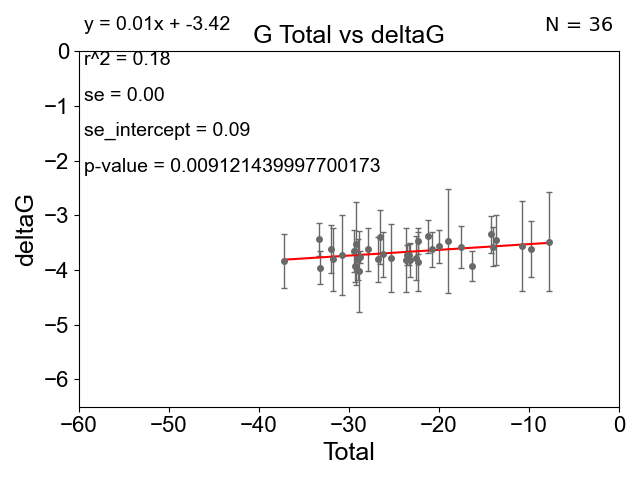 y = 0.01x + -3.42
N = 36
G Total vs deltaG
r^2 = 0.18
se = 0.00
se_intercept = 0.09
p-value = 0.009121439997700173
0
−1
−2
−3
−4
−5
−6
deltaG
−60 −50 −40 −30 −20 −10 0
Total